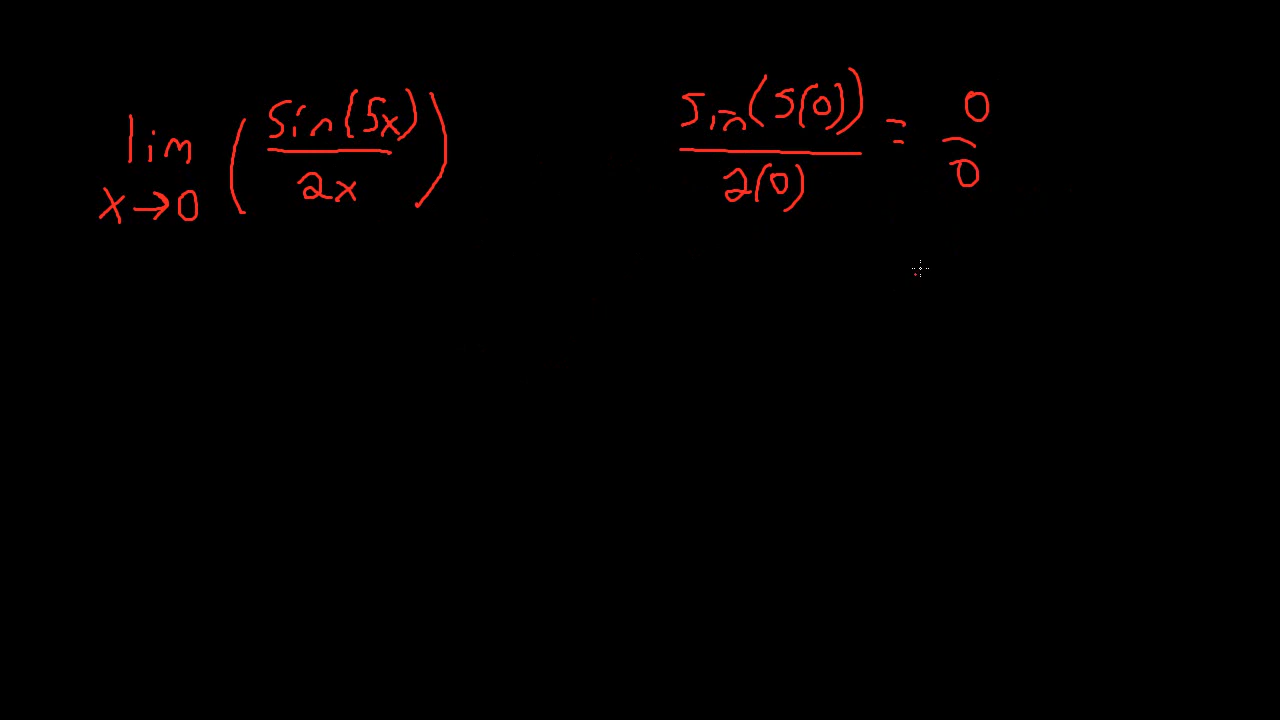 lim x→0 ( sin(5x) / 2x )
sin(5(0)) / 2(0) = 0 / 0